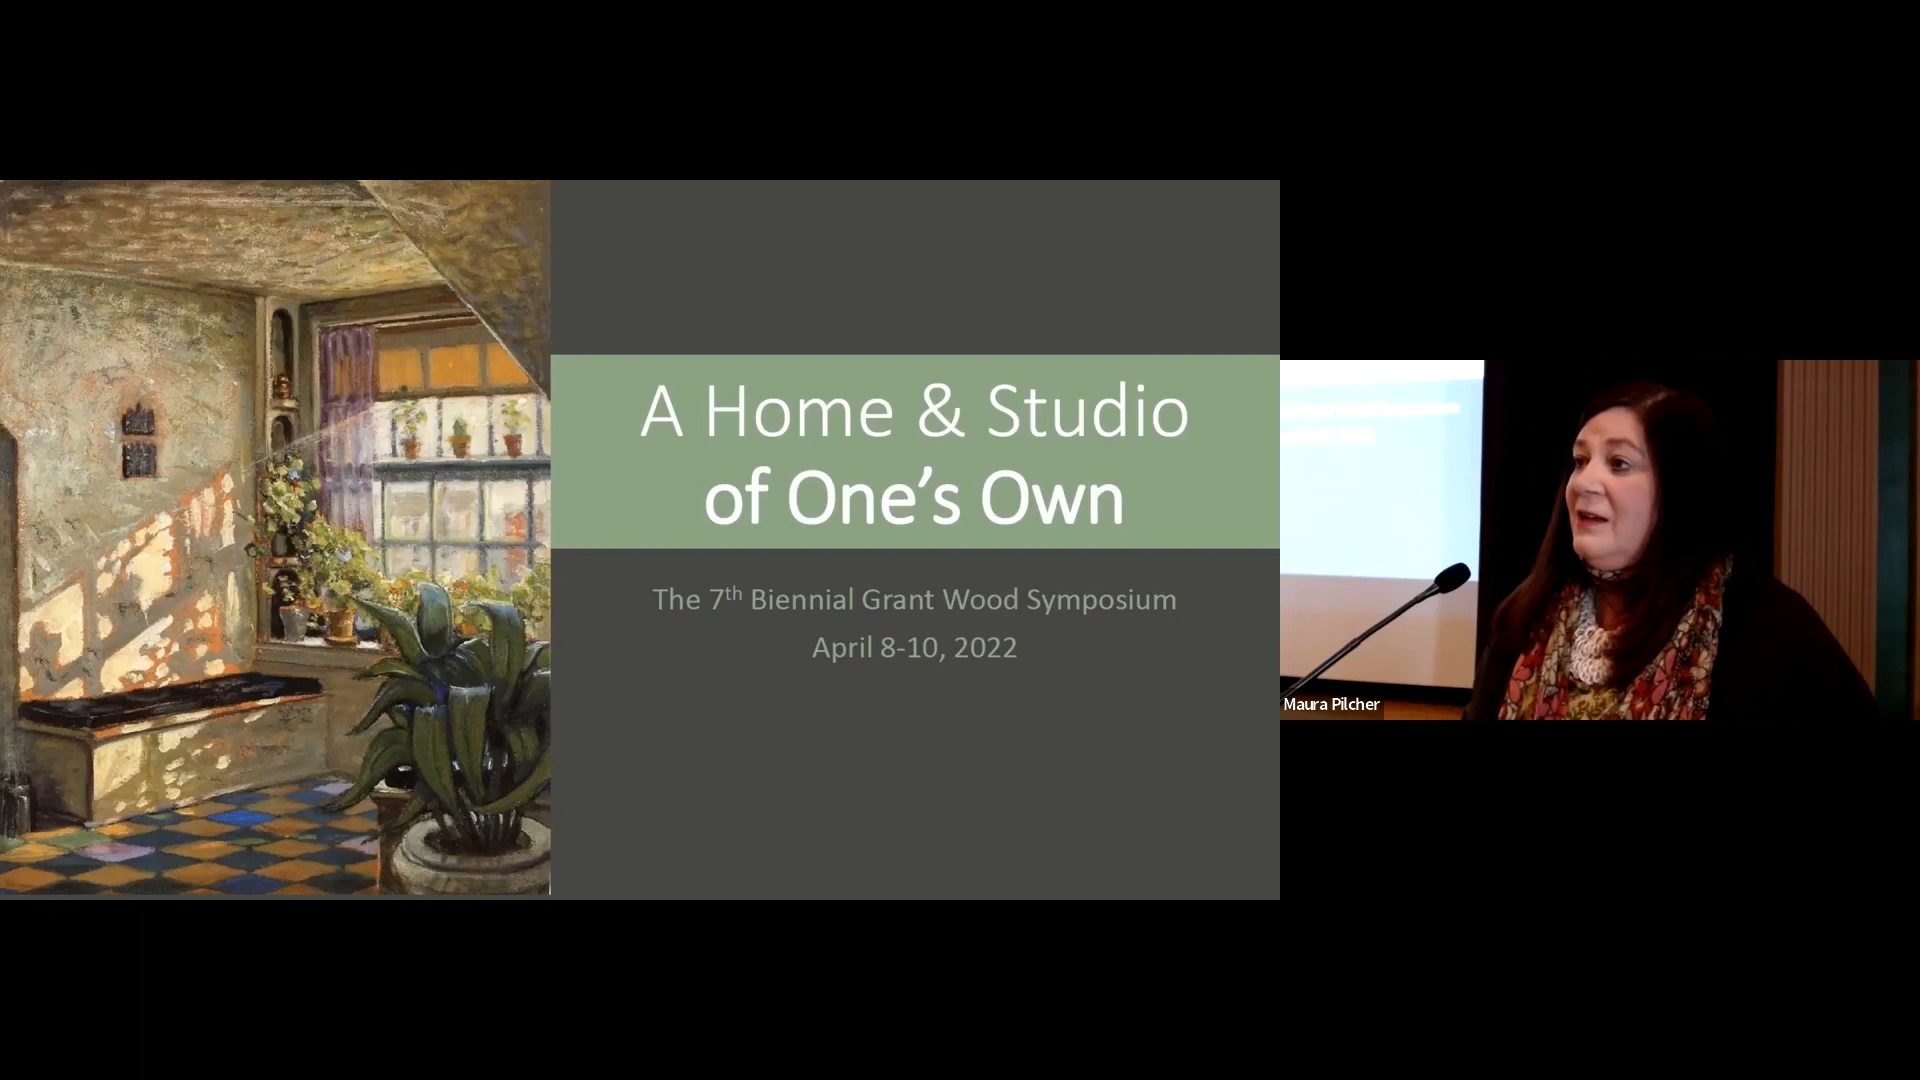 A Home & Studio
of One's Own
The 7th Biennial Grant Wood Symposium
April 8-10, 2022
Maura Pilcher